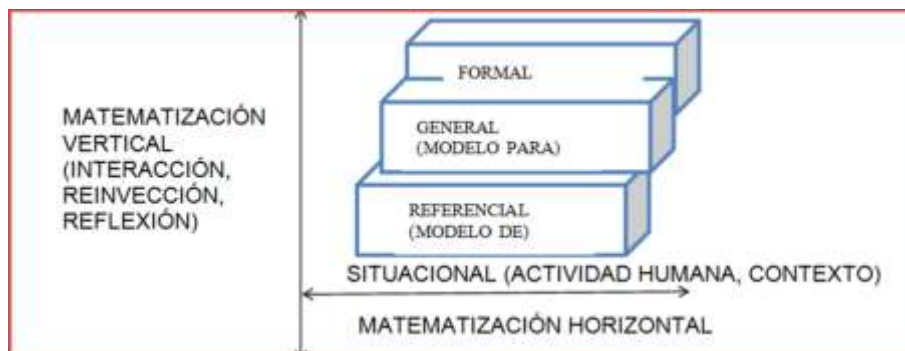 FORMAL
MATEMATIZACIÓN
VERTICAL
(INTERACCIÓN,
REINVECCIÓN,
REFLEXIÓN)
GENERAL
(MODELO PARA)
REFERENCIAL
(MODELO DE)
SITUACIONAL (ACTIVIDAD HUMANA, CONTEXTO)
MATEMATIZACIÓN HORIZONTAL